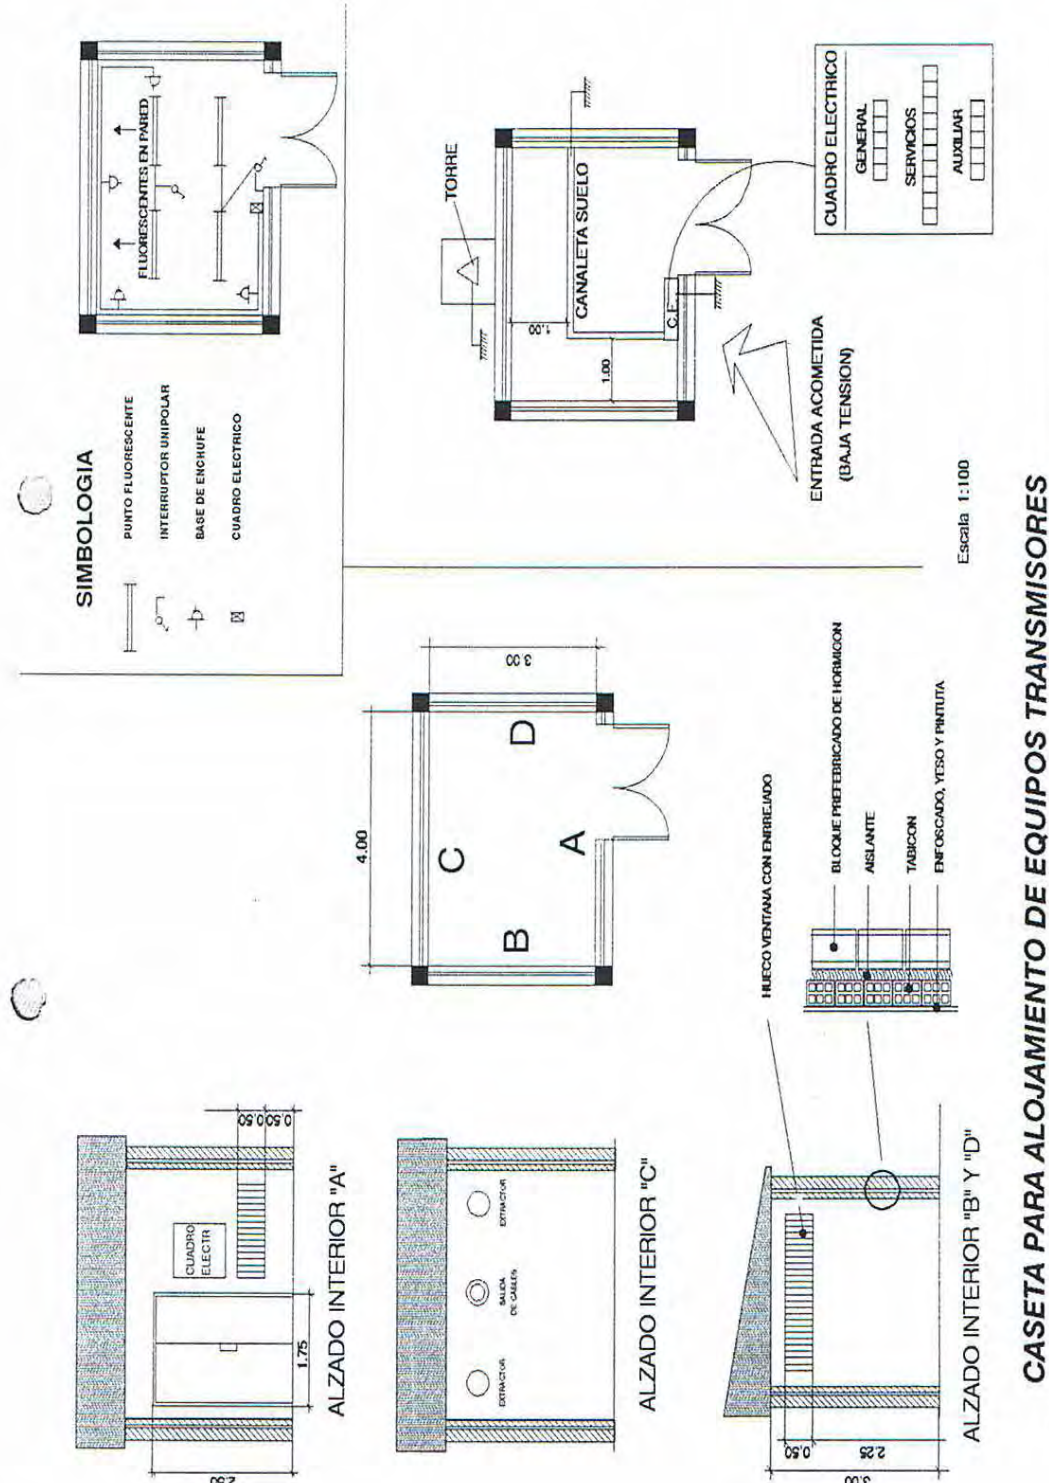 ALZADO INTERIOR "A"
CUADRO
ELECTR
2.50
1.75
0.50
0.50
ALZADO INTERIOR "C"
EXTRACTOR
SALIDA
DE CABLES
EXTRACTOR
ALZADO INTERIOR "B" Y "D"
3.00
0.50
2.25
HUECO VENTANA CON ENRREJADO
BLOQUE PREFEBRICADO DE HORMIGON
AISLANTE
TABICON
ENFOSCADO, YESO Y PINTUTA
4.00
3.00
C
B
D
A
SIMBOLOGIA
PUNTO FLUORESCENTE
INTERRUPTOR UNIPOLAR
BASE DE ENCHUFE
CUADRO ELECTRICO
FLUORESCENTES EN PARED
TORRE
CANALETA SUELO
1.00
1.00
C.E.
ENTRADA ACOMETIDA
(BAJA TENSION)
CUADRO ELECTRICO
GENERAL
SERVICIOS
AUXILIAR
Escala 1:100
CASETA PARA ALOJAMIENTO DE EQUIPOS TRANSMISORES